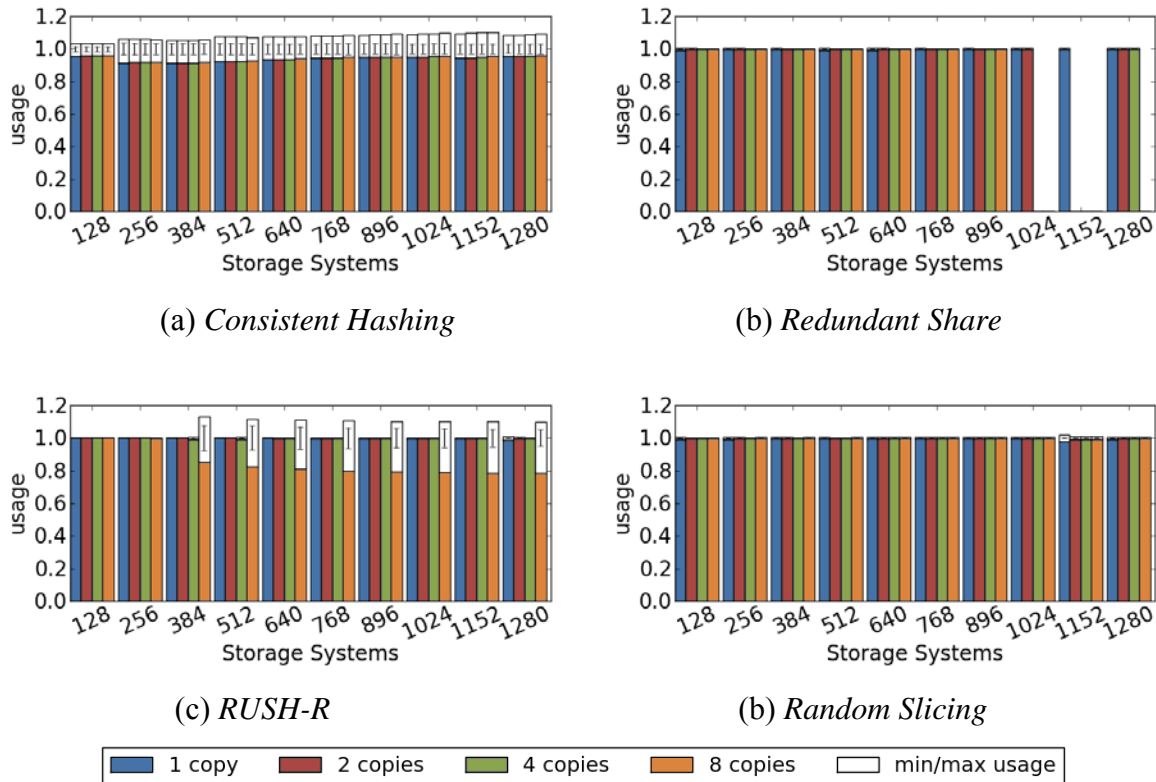 1.2
1.0
0.8
0.6
0.4
0.2
0.0
usage
128 256 384 512 640 768 896 1024 1152 1280
Storage Systems
(a) Consistent Hashing
1.2
1.0
0.8
0.6
0.4
0.2
0.0
usage
128 256 384 512 640 768 896 1024 1152 1280
Storage Systems
(b) Redundant Share
1.2
1.0
0.8
0.6
0.4
0.2
0.0
usage
128 256 384 512 640 768 896 1024 1152 1280
Storage Systems
(c) RUSH-R
1.2
1.0
0.8
0.6
0.4
0.2
0.0
usage
128 256 384 512 640 768 896 1024 1152 1280
Storage Systems
(b) Random Slicing
1 copy 2 copies 4 copies 8 copies min/max usage